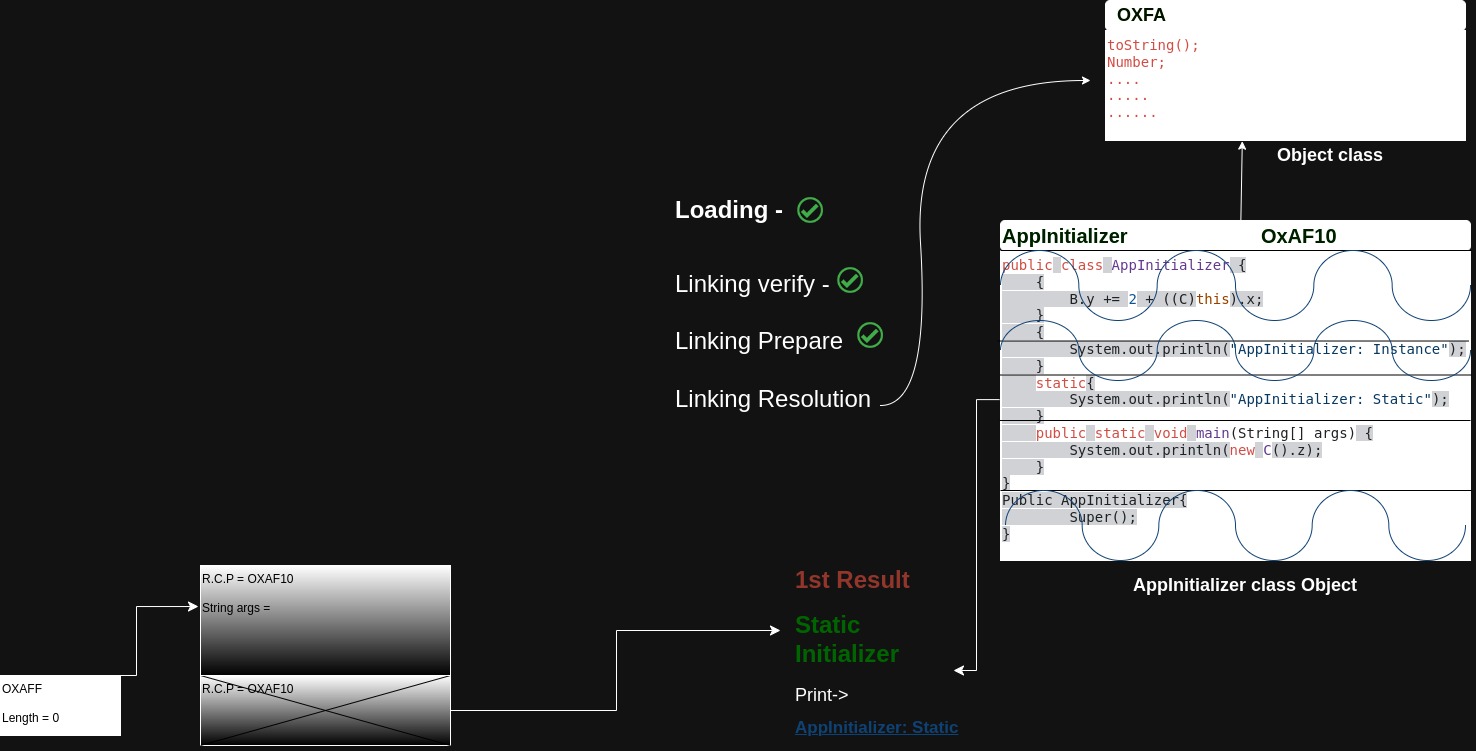 OXFA
toString();
Number;
....
.....
......
Object class
Loading -
Linking verify -
Linking Prepare
Linking Resolution
AppInitializer OxAF10
public class AppInitializer {
{
B.y += 2 + ((C)this).x;
}
{
System.out.println("AppInitializer: Instance");
}
static{
System.out.println("AppInitializer: Static");
}
public static void main(String[] args) {
System.out.println(new C().z);
}
}
Public AppInitializer{
Super();
}
AppInitializer class Object
1st Result
Static
Initializer
Print->
AppInitializer: Static
R.C.P = OXAF10
String args =
R.C.P = OXAF10
OXAFF
Length = 0